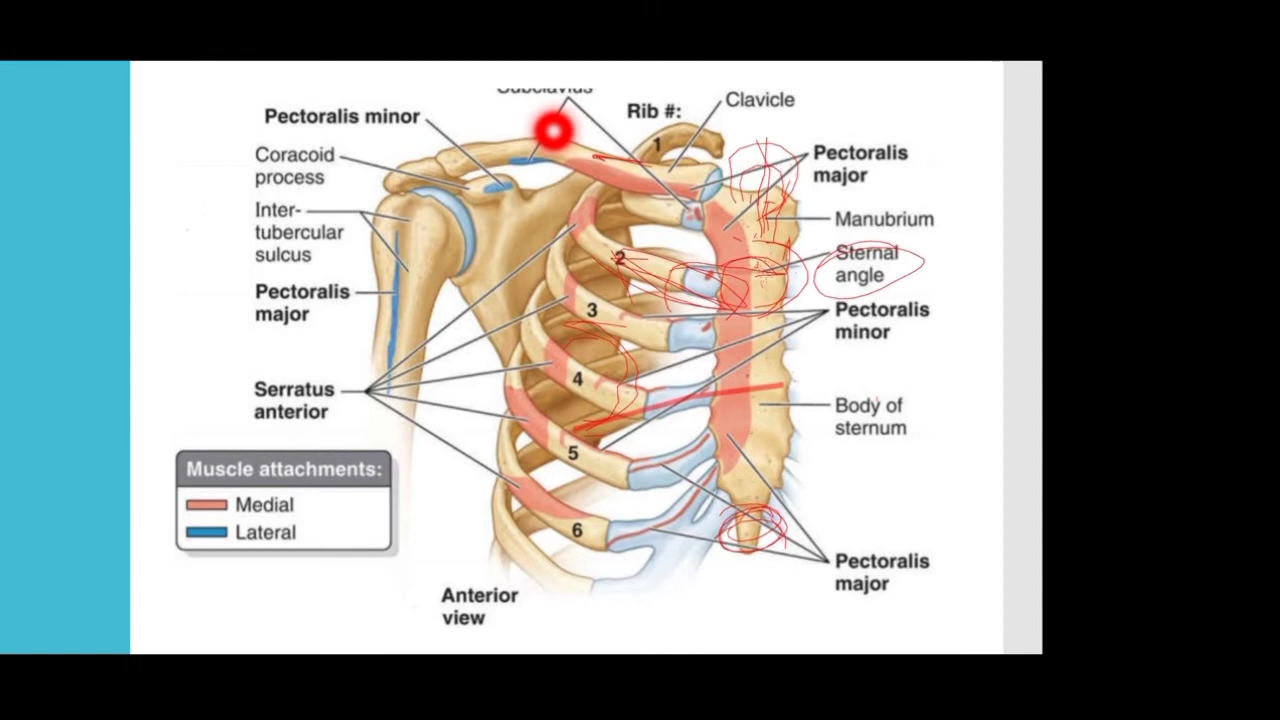 Subclavius
Rib #:
Clavicle
Pectoralis minor
1
Coracoid
process
Pectoralis
major
Inter-
tubercular
sulcus
Manubrium
2
Sternal
angle
Pectoralis
major
3
Pectoralis
minor
4
Serratus
anterior
Body of
sternum
5
Muscle attachments:
Medial
Lateral
6
Pectoralis
major
Anterior
view